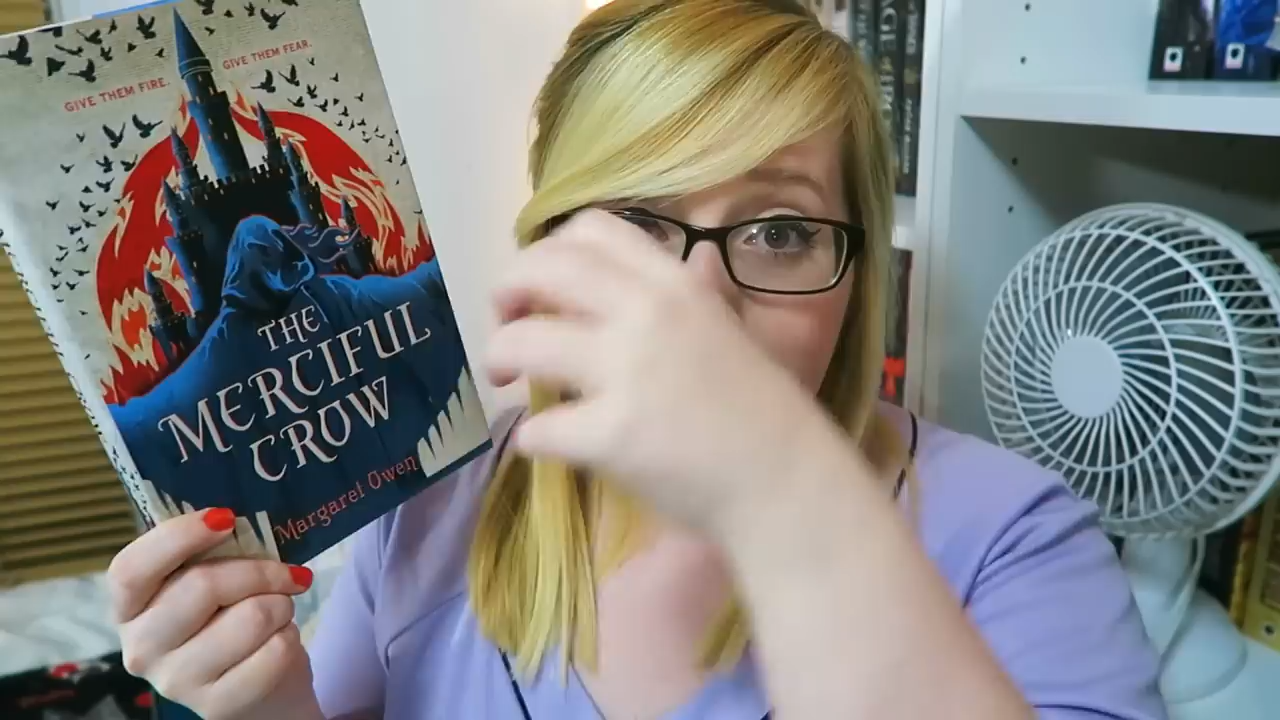 GIVE THEM FIRE. GIVE THEM FEAR.
THE
MERCIFUL
CROW
Margaret Owen